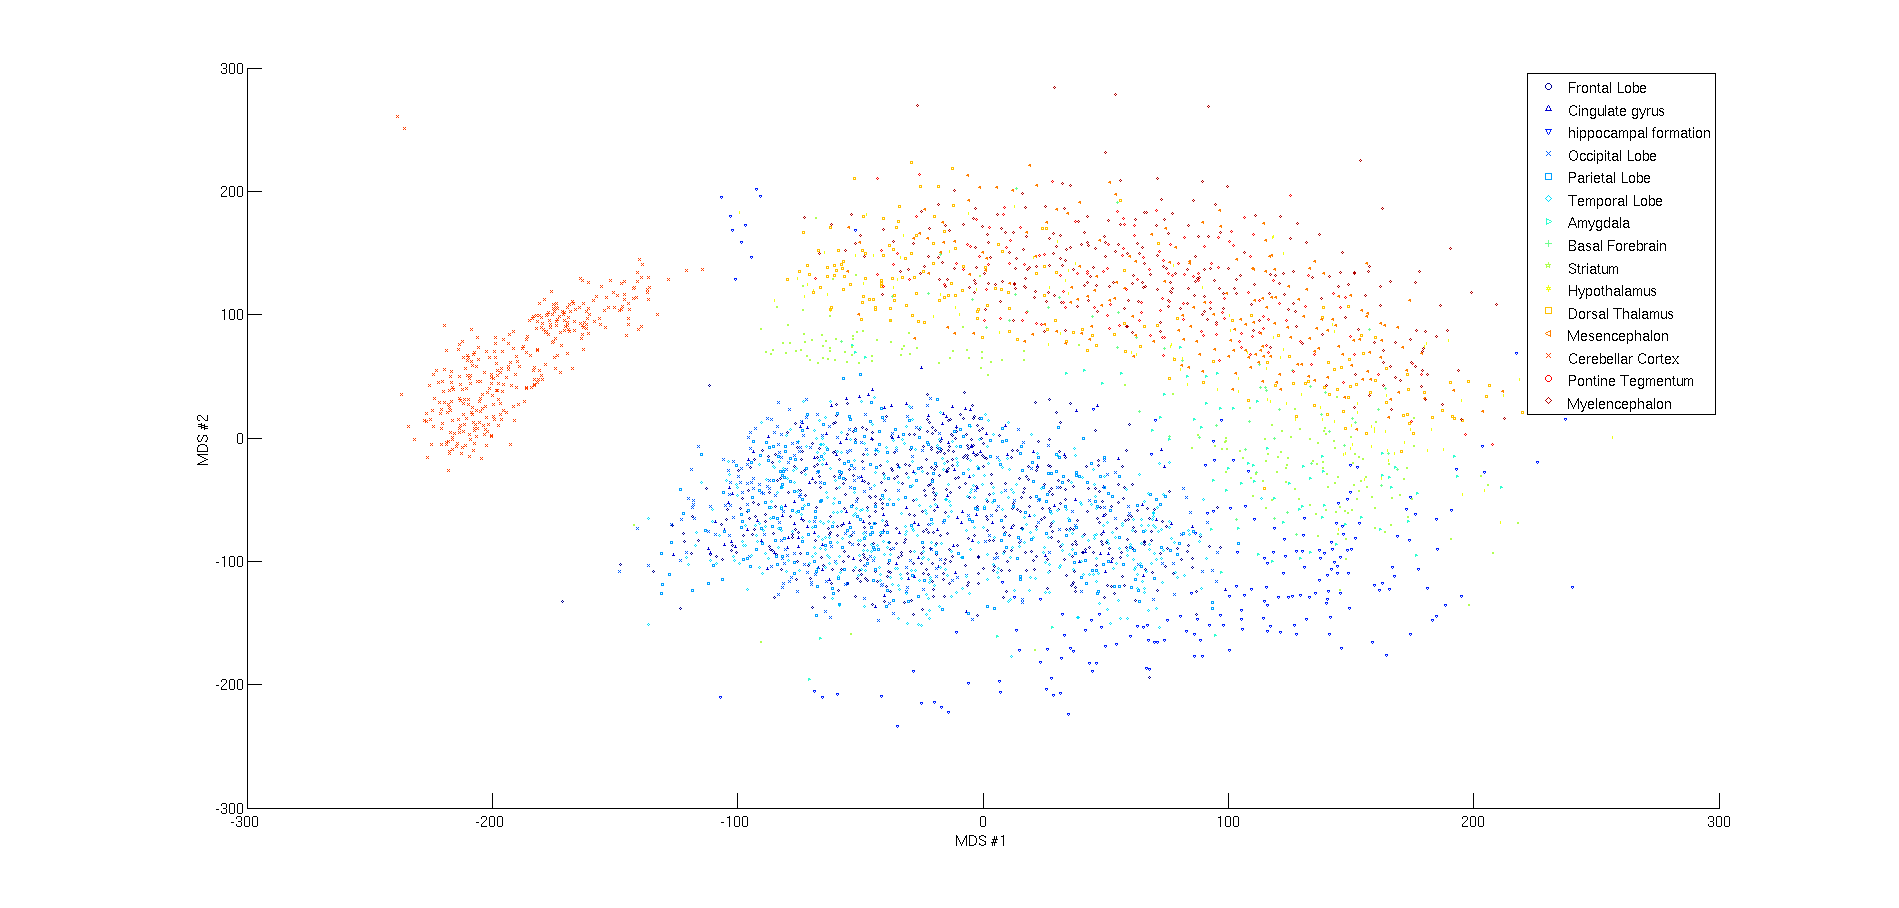 300
200
100
0
-100
-200
-300
MDS #2
-300
-200
-100
0
100
200
300
MDS #1
Frontal Lobe
Cingulate gyrus
hippocampal formation
Occipital Lobe
Parietal Lobe
Temporal Lobe
Amygdala
Basal Forebrain
Striatum
Hypothalamus
Dorsal Thalamus
Mesencephalon
Cerebellar Cortex
Pontine Tegmentum
Myelencephalon